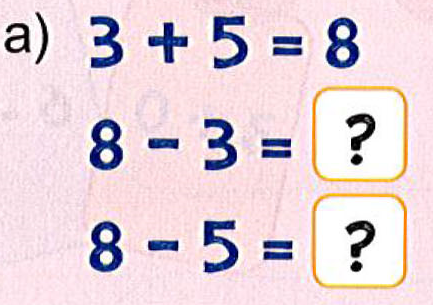 a) 3 + 5 = 8
8 - 3 = ?
8 - 5 = ?